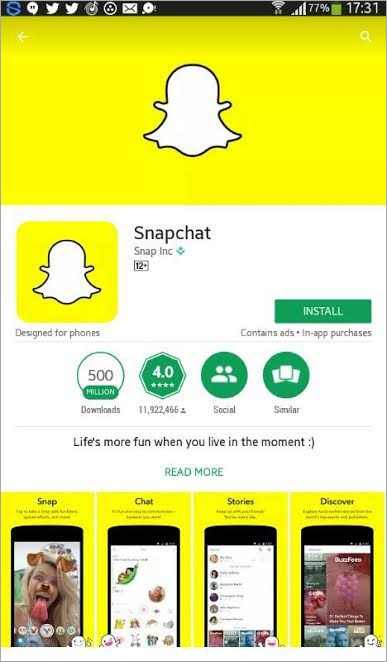 77% 17:31
Snapchat
Snap Inc
12+
INSTALL
Designed for phones
Contains ads • In-app purchases
500
MILLION
4.0
Downloads
11,922,466
Social
Similar
Life's more fun when you live in the moment :)
READ MORE
Snap
Chat
Stories
Discover
BuzzFeed